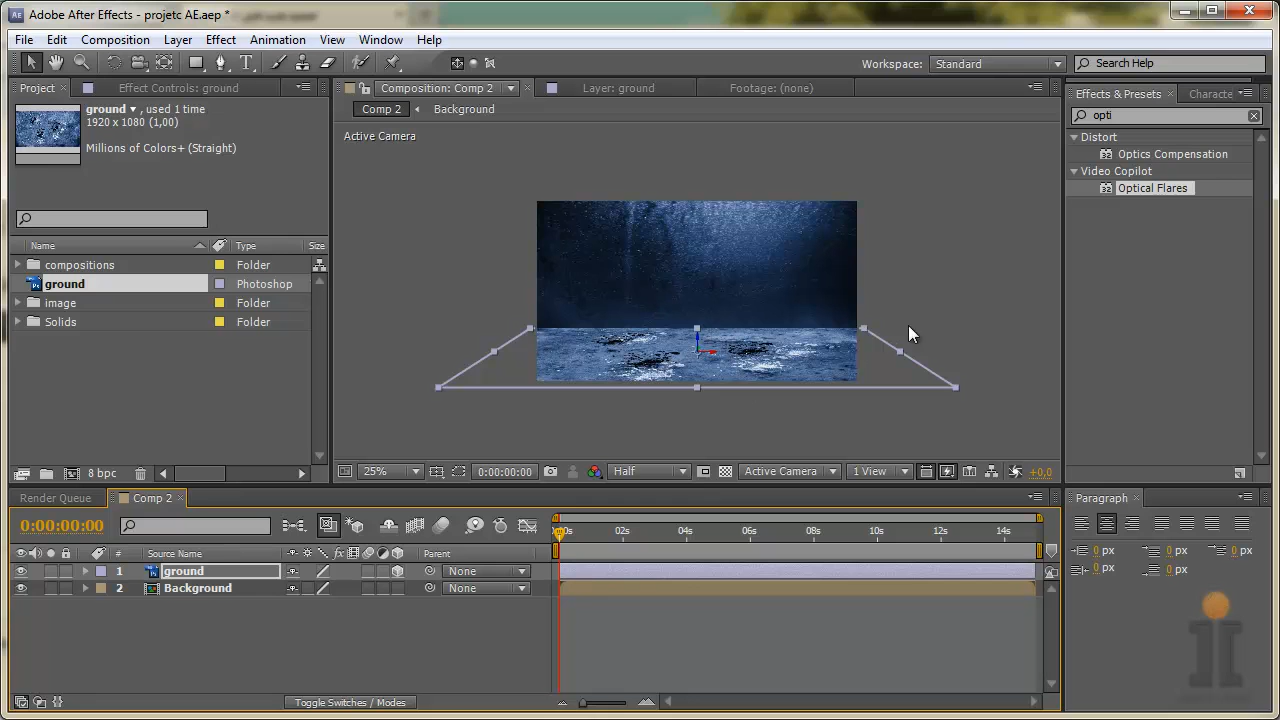 Adobe After Effects - projetc AE.aep *
File Edit Composition Layer Effect Animation View Window Help
Workspace: Standard Search Help
Project Effect Controls: ground
ground , used 1 time
1920 x 1080 (1,00)
Millions of Colors+ (Straight)
Name Type Size
compositions Folder
ground Photoshop
image Folder
Solids Folder
8 bpc
Composition: Comp 2 Layer: ground Footage: (none)
Comp 2 Background
Active Camera
25% 0:00:00:00 Half Active Camera 1 View +0,0
Effects & Presets Characte
opti
Distort
Optics Compensation
Video Copilot
Optical Flares
Render Queue Comp 2
0:00:00:00
0s 02s 04s 06s 08s 10s 12s 14s
# Source Name fx Parent
1 ground None
2 Background None
Toggle Switches / Modes
Paragraph
0 px 0 px 0 px
0 px 0 px